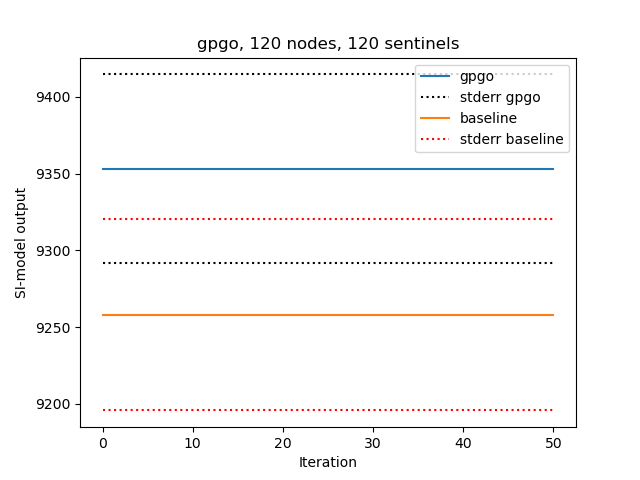 gpgo, 120 nodes, 120 sentinels
gpgo
stderr gpgo
baseline
stderr baseline
SI-model output
9400
9350
9300
9250
9200
0 10 20 30 40 50
Iteration